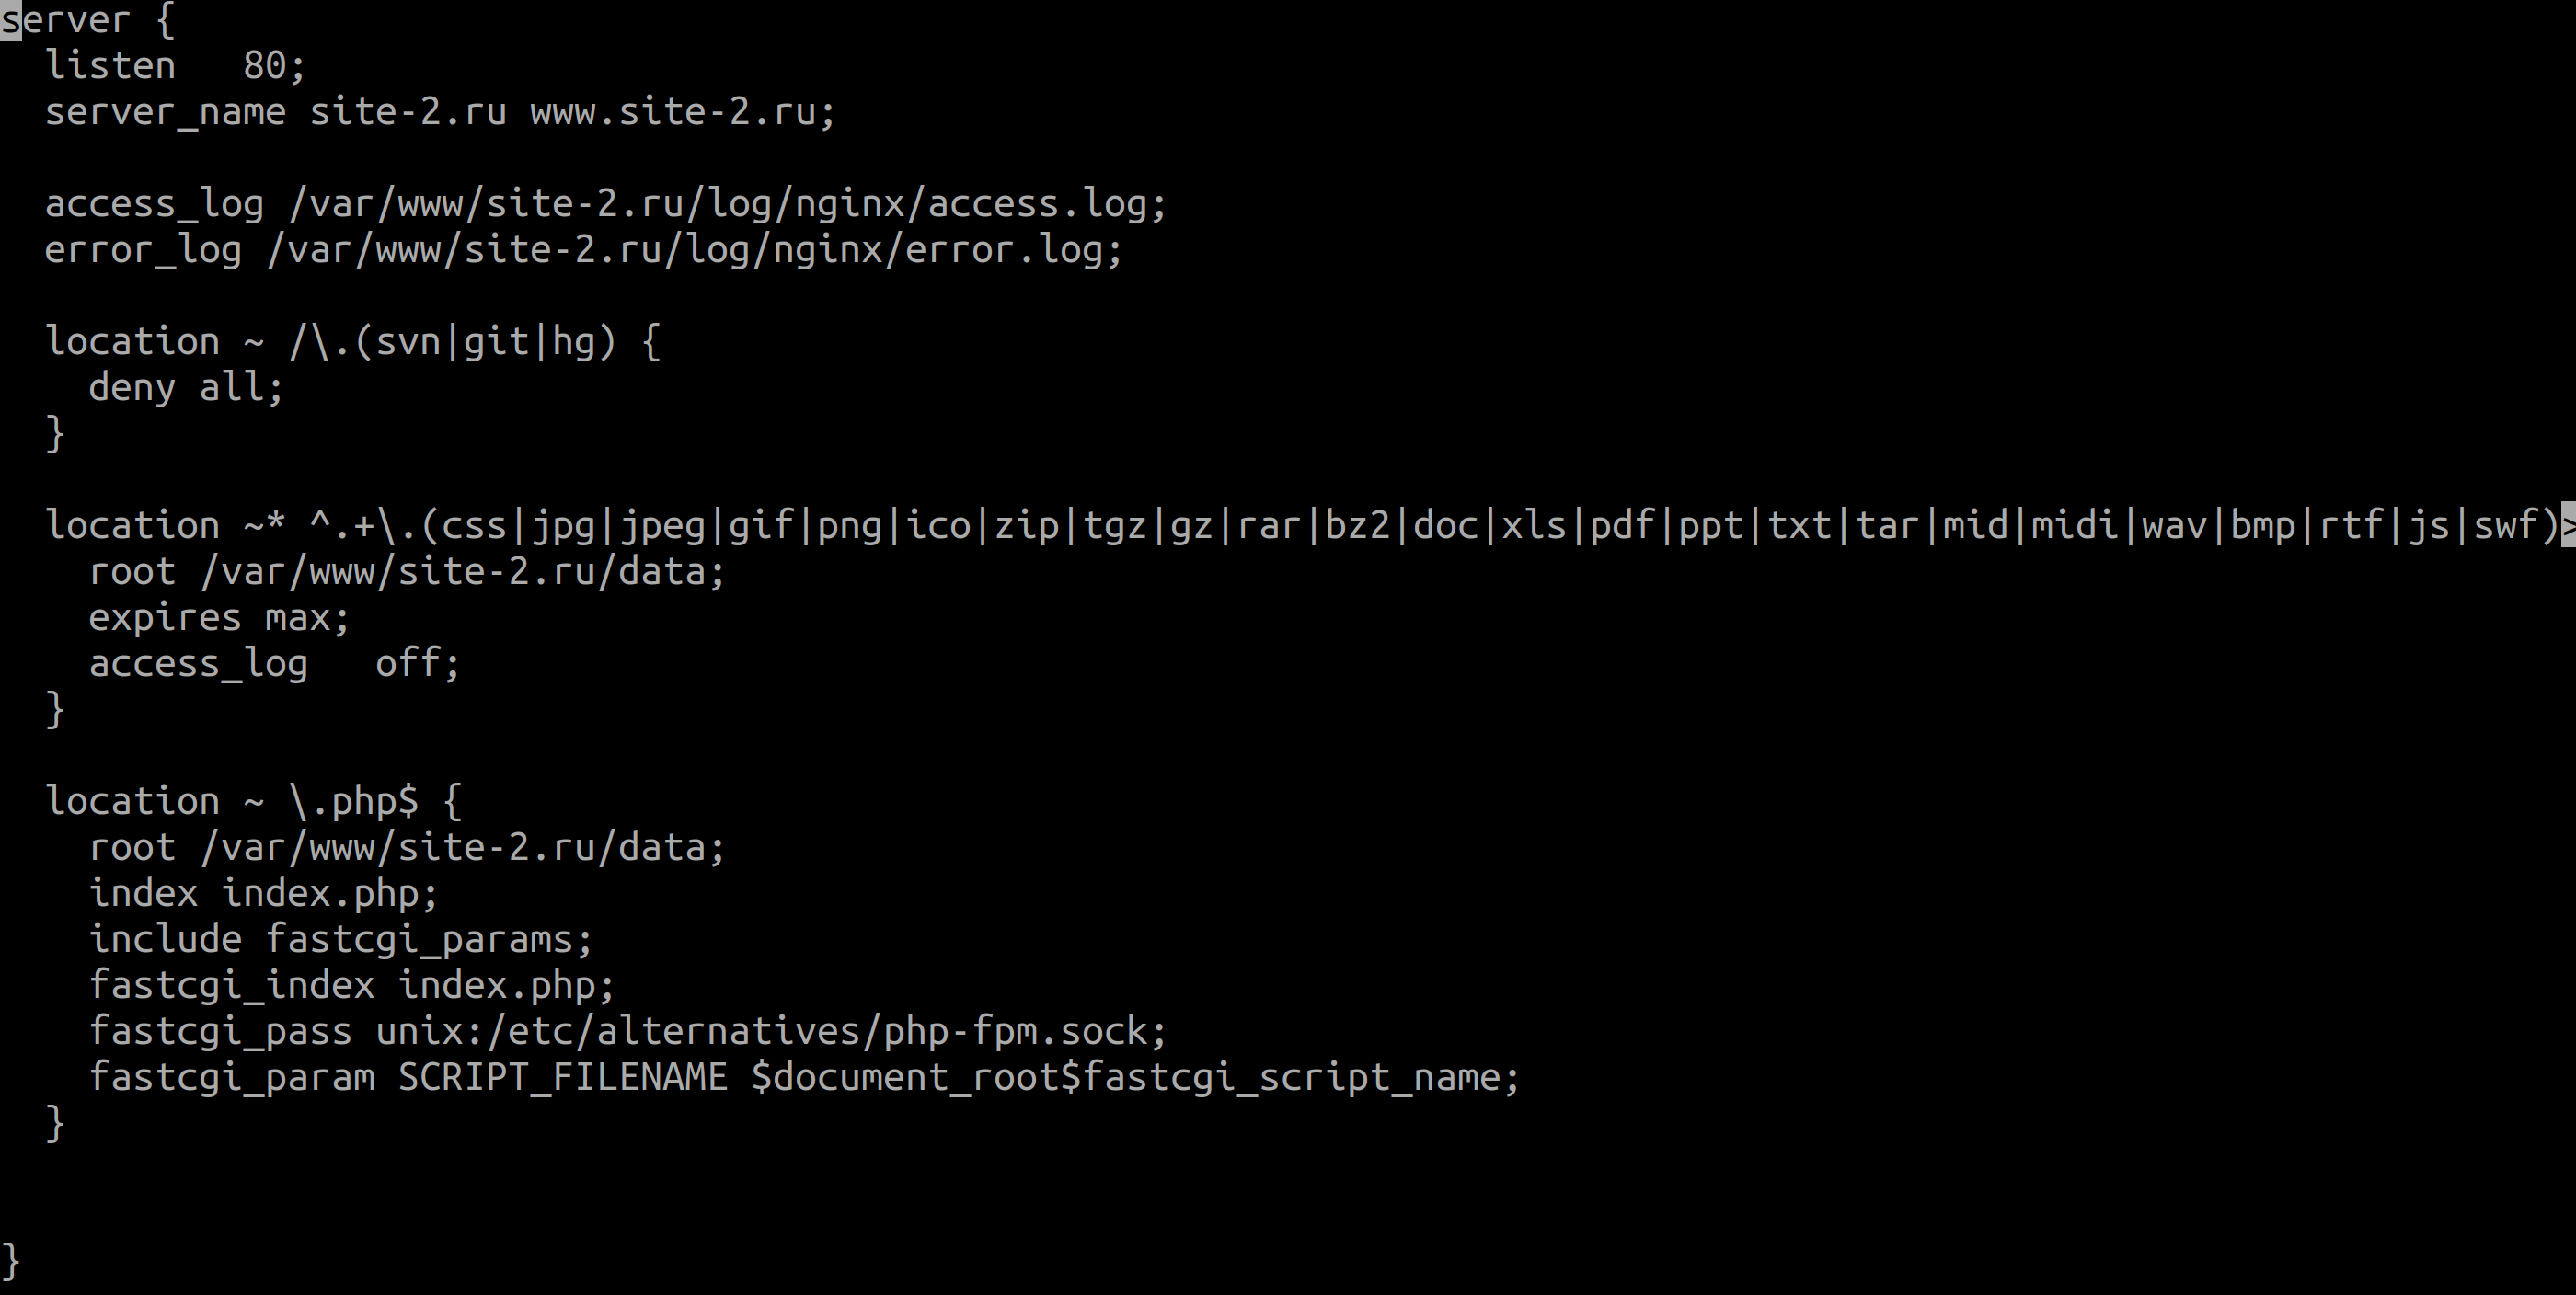 server {
  listen   80;
  server_name site-2.ru www.site-2.ru;

  access_log /var/www/site-2.ru/log/nginx/access.log;
  error_log /var/www/site-2.ru/log/nginx/error.log;

  location ~ /\.(svn|git|hg) {
    deny all;
  }

  location ~* ^.+\.(css|jpg|jpeg|gif|png|ico|zip|tgz|gz|rar|bz2|doc|xls|pdf|ppt|txt|tar|mid|midi|wav|bmp|rtf|js|swf)>
    root /var/www/site-2.ru/data;
    expires max;
    access_log   off;
  }

  location ~ \.php$ {
    root /var/www/site-2.ru/data;
    index index.php;
    include fastcgi_params;
    fastcgi_index index.php;
    fastcgi_pass unix:/etc/alternatives/php-fpm.sock;
    fastcgi_param SCRIPT_FILENAME $document_root$fastcgi_script_name;
  }


}